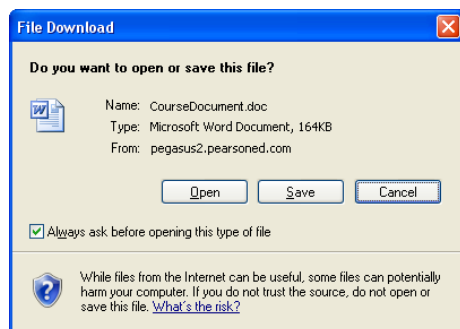 File Download
Do you want to open or save this file?
Name: CourseDocument.doc
Type: Microsoft Word Document, 164KB
From: pegasus2.pearsoned.com
Open Save Cancel
Always ask before opening this type of file
While files from the Internet can be useful, some files can potentially
harm your computer. If you do not trust the source, do not open or
save this file. What's the risk?